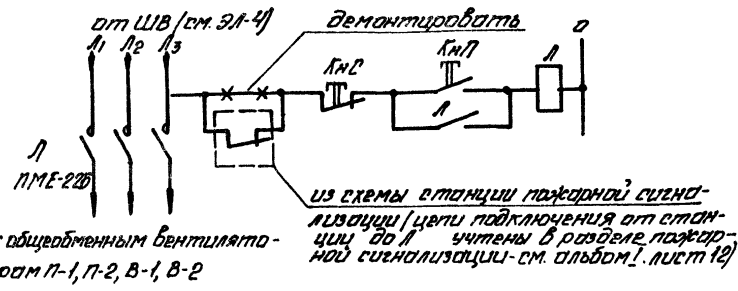 от ШВ (см. ЭЛ-4)
демонтировать
Л1 Л2 Л3
КнС
КнП
Л
О
Л
Л
ПМЕ-226
из схемы станции пожарной сигна-
лизации (цепи подключения от стан-
ции до Л учтены в разделе пожар-
ной сигнализации - см. альбом I. лист 12)
к общеобменным вентилято-
рам П-1, П-2, В-1, В-2